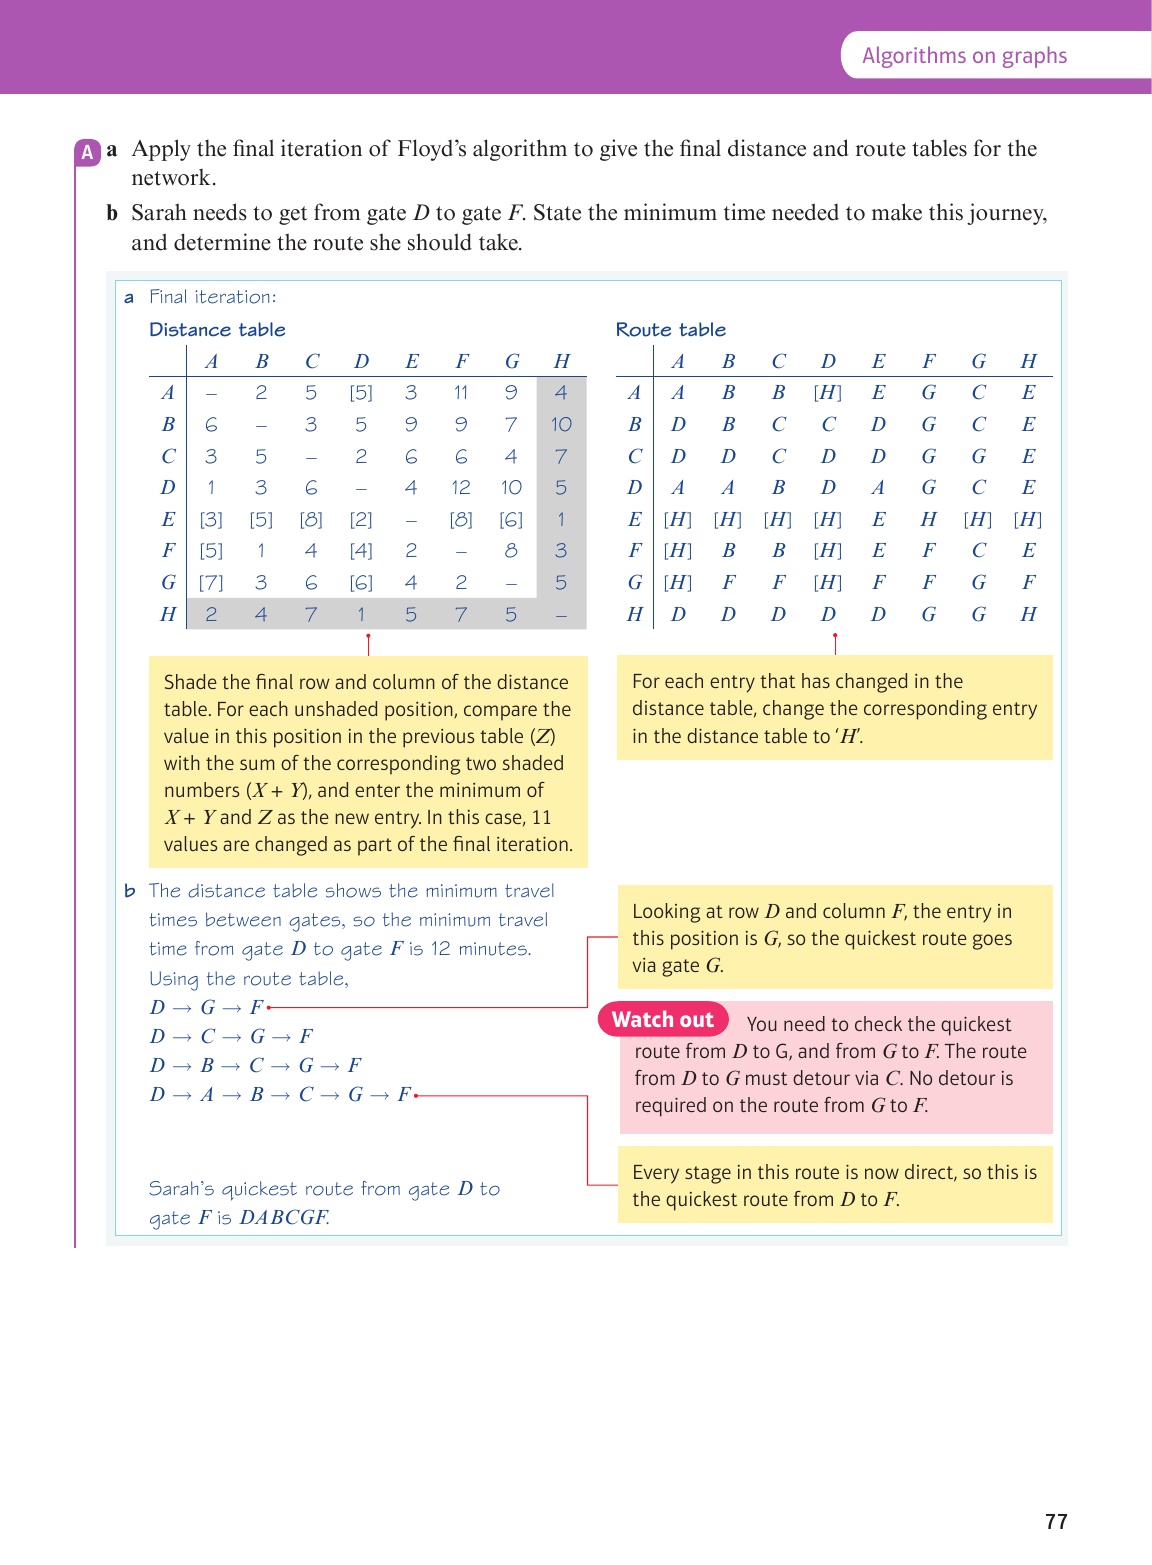 Algorithms on graphs
A a Apply the final iteration of Floyd's algorithm to give the final distance and route tables for the
network.
b Sarah needs to get from gate D to gate F. State the minimum time needed to make this journey,
and determine the route she should take.
a Final iteration:
Distance table
A B C D E F G H
A – 2 5 [5] 3 11 9 4
B 6 – 3 5 9 9 7 10
C 3 5 – 2 6 6 4 7
D 1 3 6 – 4 12 10 5
E [3] [5] [8] [2] – [8] [6] 1
F [5] 1 4 [4] 2 – 8 3
G [7] 3 6 [6] 4 2 – 5
H 2 4 7 1 5 7 5 –
Route table
A B C D E F G H
A A B B [H] E G C E
B D B C C D G C E
C D D C D D G G E
D A A B D A G C E
E [H] [H] [H] [H] E H [H] [H]
F [H] B B [H] E F C E
G [H] F F [H] F F G F
H D D D D D G G H
Shade the final row and column of the distance
table. For each unshaded position, compare the
value in this position in the previous table (Z)
with the sum of the corresponding two shaded
numbers (X + Y), and enter the minimum of
X + Y and Z as the new entry. In this case, 11
values are changed as part of the final iteration.
For each entry that has changed in the
distance table, change the corresponding entry
in the distance table to 'H'.
b The distance table shows the minimum travel
times between gates, so the minimum travel
time from gate D to gate F is 12 minutes.
Using the route table,
D → G → F
D → C → G → F
D → B → C → G → F
D → A → B → C → G → F
Looking at row D and column F, the entry in
this position is G, so the quickest route goes
via gate G.
Watch out You need to check the quickest
route from D to G, and from G to F. The route
from D to G must detour via C. No detour is
required on the route from G to F.
Every stage in this route is now direct, so this is
the quickest route from D to F.
Sarah's quickest route from gate D to
gate F is DABCGF.
77